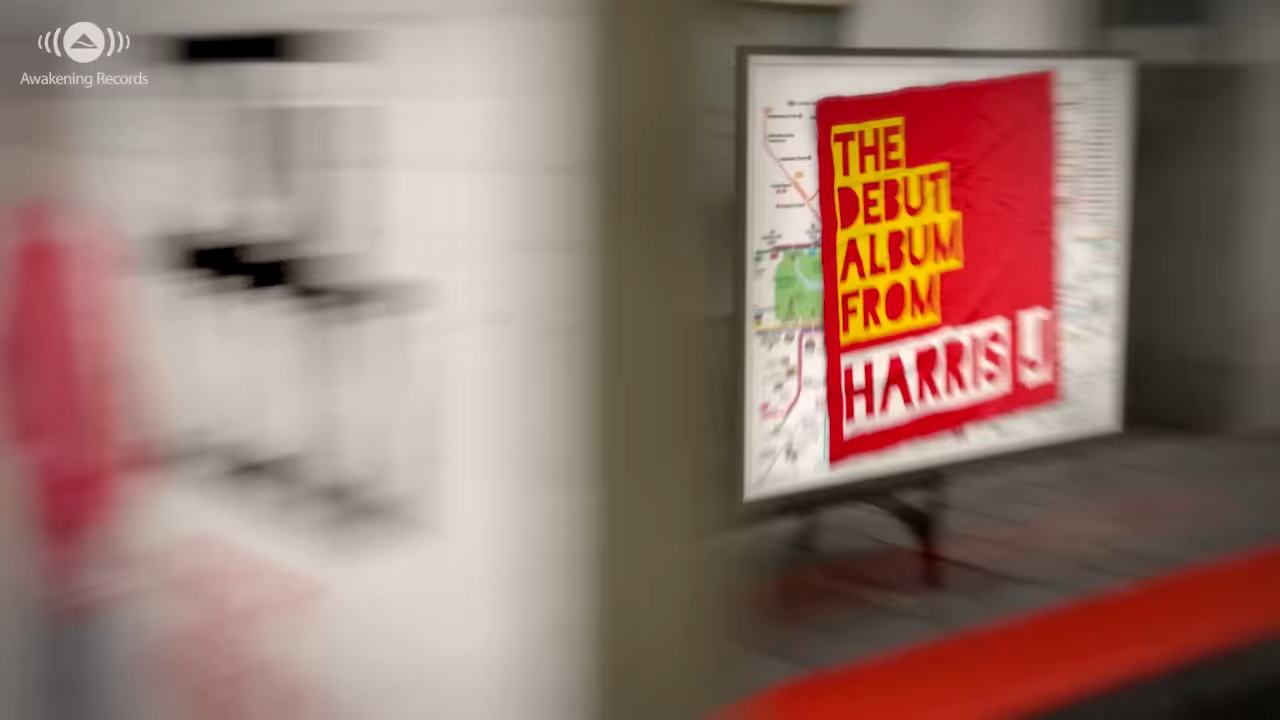 Awakening Records
THE
DEBUT
ALBUM
FROM
HARRIS J